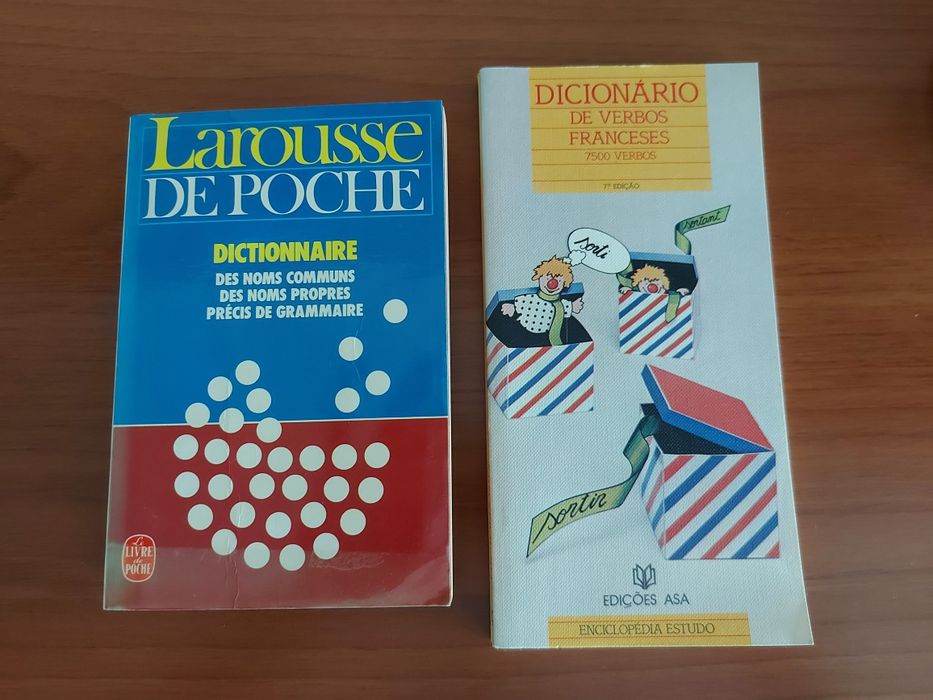 Larousse
DE POCHE
DICTIONNAIRE
DES NOMS COMMUNS
DES NOMS PROPRES
PRÉCIS DE GRAMMAIRE
Le
LIVRE
de
POCHE
DICIONÁRIO
DE VERBOS
FRANCESES
7500 VERBOS
7ª EDIÇÃO
sortant
sorti
sortir
EDIÇÕES ASA
ENCICLOPÉDIA ESTUDO